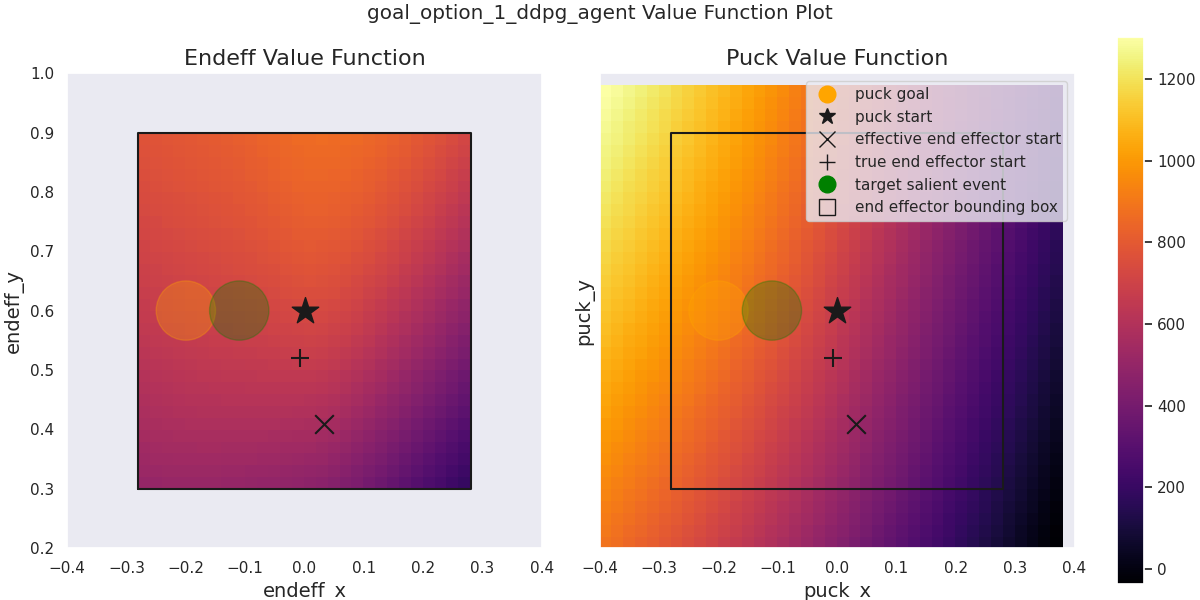 goal_option_1_ddpg_agent Value Function Plot
Endeff Value Function
1.0
0.9
0.8
0.7
0.6
0.5
0.4
0.3
0.2
endeff_y
−0.4 −0.3 −0.2 −0.1 0.0 0.1 0.2 0.3 0.4
endeff_x
Puck Value Function
puck goal
puck start
effective end effector start
true end effector start
target salient event
end effector bounding box
puck_y
−0.4 −0.3 −0.2 −0.1 0.0 0.1 0.2 0.3 0.4
puck_x
1200
1000
800
600
400
200
0